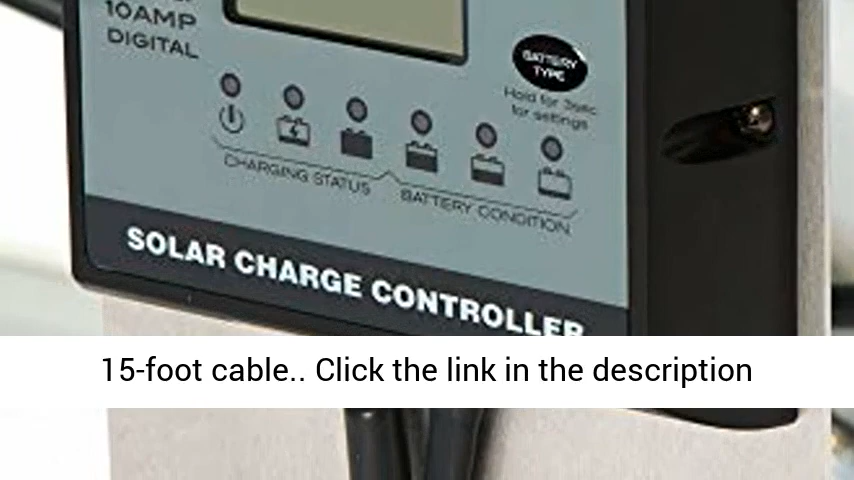 10AMP
DIGITAL
BATTERY
TYPE
Hold for 3sec
for settings
CHARGING STATUS
BATTERY CONDITION
SOLAR CHARGE CONTROLLER
15-foot cable.. Click the link in the description